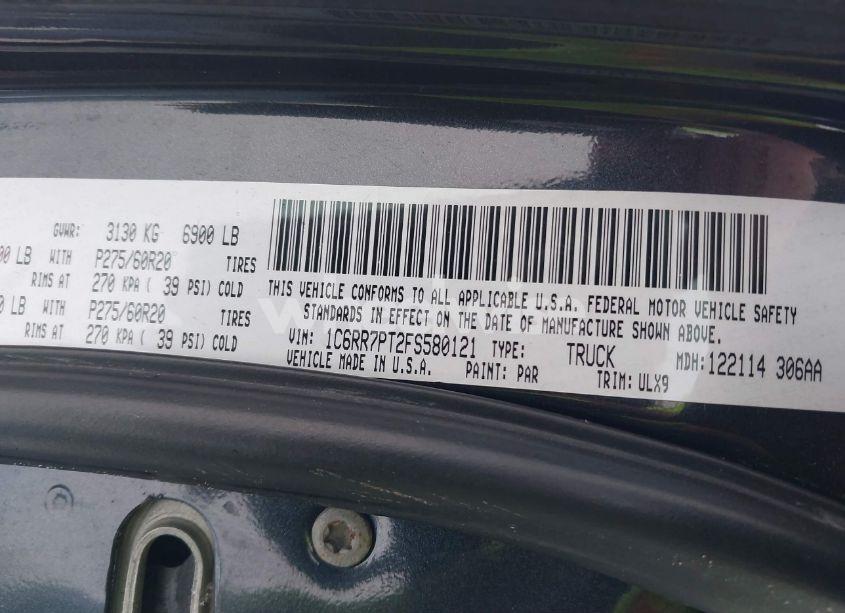 GVWR: 3130 KG 6900 LB
00 LB WITH P275/60R20 TIRES
RIMS AT 270 KPA ( 39 PSI) COLD
0 LB WITH P275/60R20 TIRES
RIMS AT 270 KPA ( 39 PSI) COLD
THIS VEHICLE CONFORMS TO ALL APPLICABLE U.S.A. FEDERAL MOTOR VEHICLE SAFETY
STANDARDS IN EFFECT ON THE DATE OF MANUFACTURE SHOWN ABOVE.
VIN: 1C6RR7PT2FS580121 TYPE: TRUCK MDH: 122114 306AA
VEHICLE MADE IN U.S.A. PAINT: PAR TRIM: ULX9